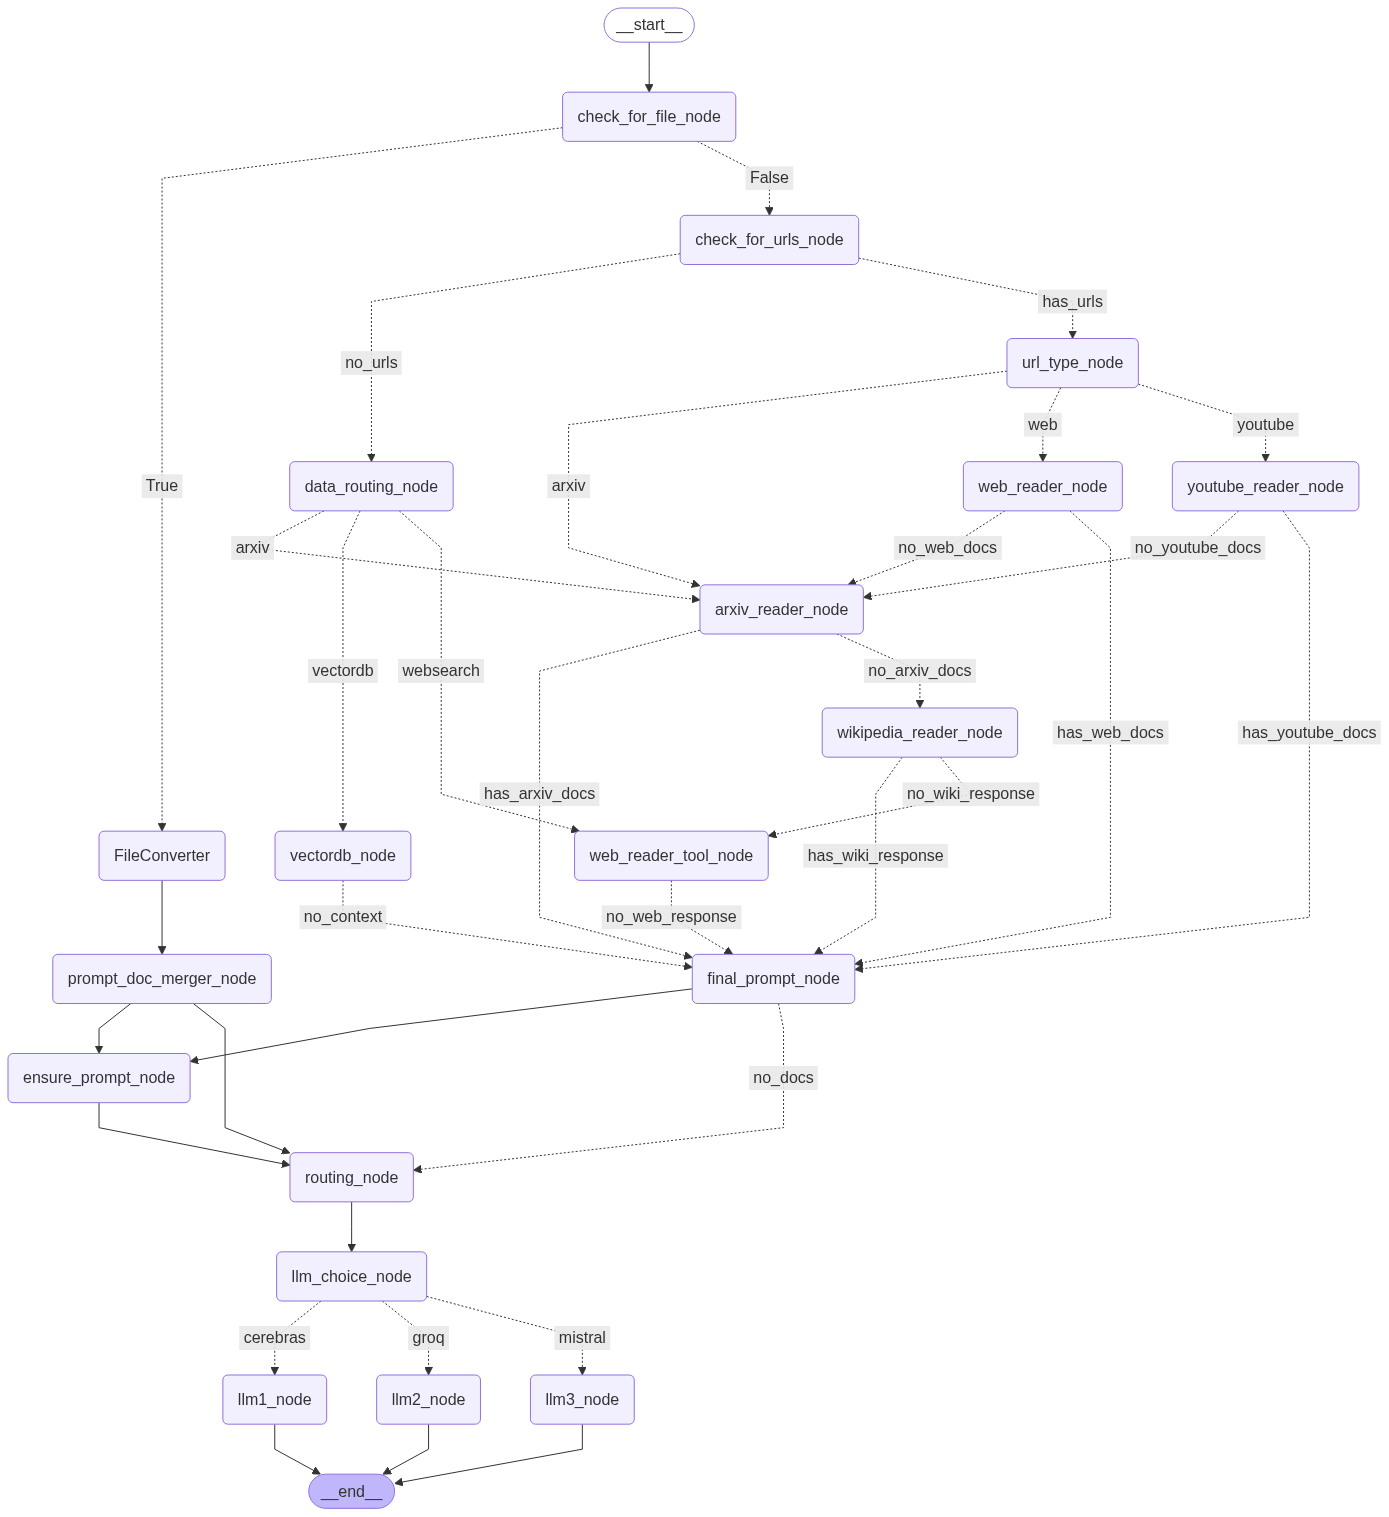 __start__
check_for_file_node
False
check_for_urls_node
has_urls
no_urls
url_type_node
web
youtube
True
data_routing_node
arxiv
web_reader_node
youtube_reader_node
arxiv
no_web_docs
no_youtube_docs
arxiv_reader_node
vectordb
websearch
no_arxiv_docs
wikipedia_reader_node
has_web_docs
has_youtube_docs
has_arxiv_docs
no_wiki_response
FileConverter
vectordb_node
web_reader_tool_node
has_wiki_response
no_context
no_web_response
prompt_doc_merger_node
final_prompt_node
ensure_prompt_node
no_docs
routing_node
llm_choice_node
cerebras
groq
mistral
llm1_node
llm2_node
llm3_node
__end__